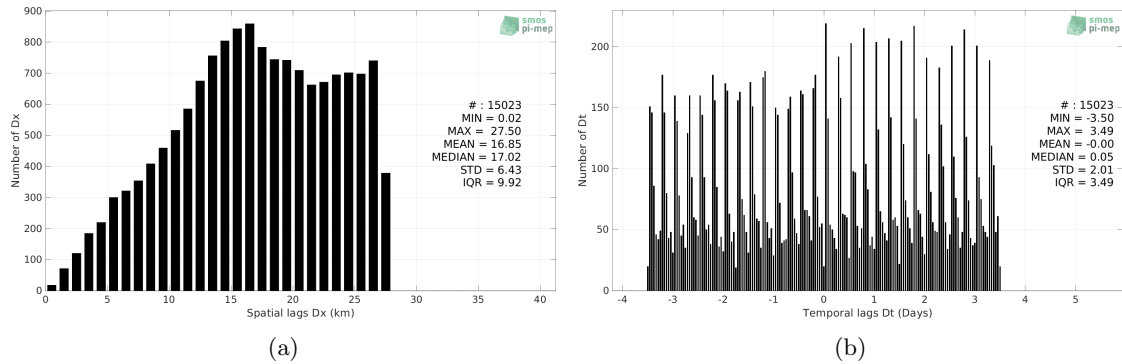 900
800
700
600
500
400
300
200
100
0
Number of Dx
0 5 10 15 20 25 30 35 40
Spatial lags Dx (km)
smos
pi-mep
# : 15023
MIN = 0.02
MAX = 27.50
MEAN = 16.85
MEDIAN = 17.02
STD = 6.43
IQR = 9.92
(a)
200
150
100
50
0
Number of Dt
-4 -3 -2 -1 0 1 2 3 4 5
Temporal lags Dt (Days)
smos
pi-mep
# : 15023
MIN = -3.50
MAX = 3.49
MEAN = -0.00
MEDIAN = 0.05
STD = 2.01
IQR = 3.49
(b)